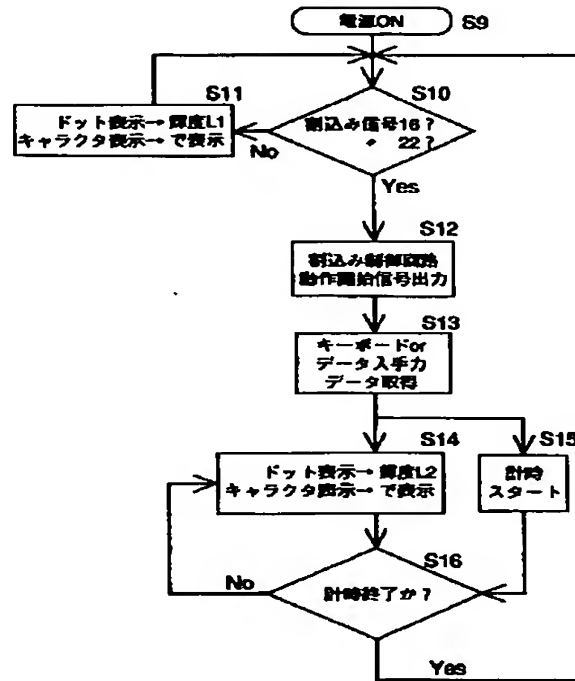 電源ON S9
S11
ドット表示→ 輝度L1
キャラクタ表示→ で表示
S10
割込み信号16?
〃 22?
No
Yes
S12
割込み制御回路
動作開始信号出力
S13
キーボードor
データ入手力
データ取得
S14
ドット表示→ 輝度L2
キャラクタ表示→ で表示
S15
計時
スタート
S16
計時終了か?
No
Yes